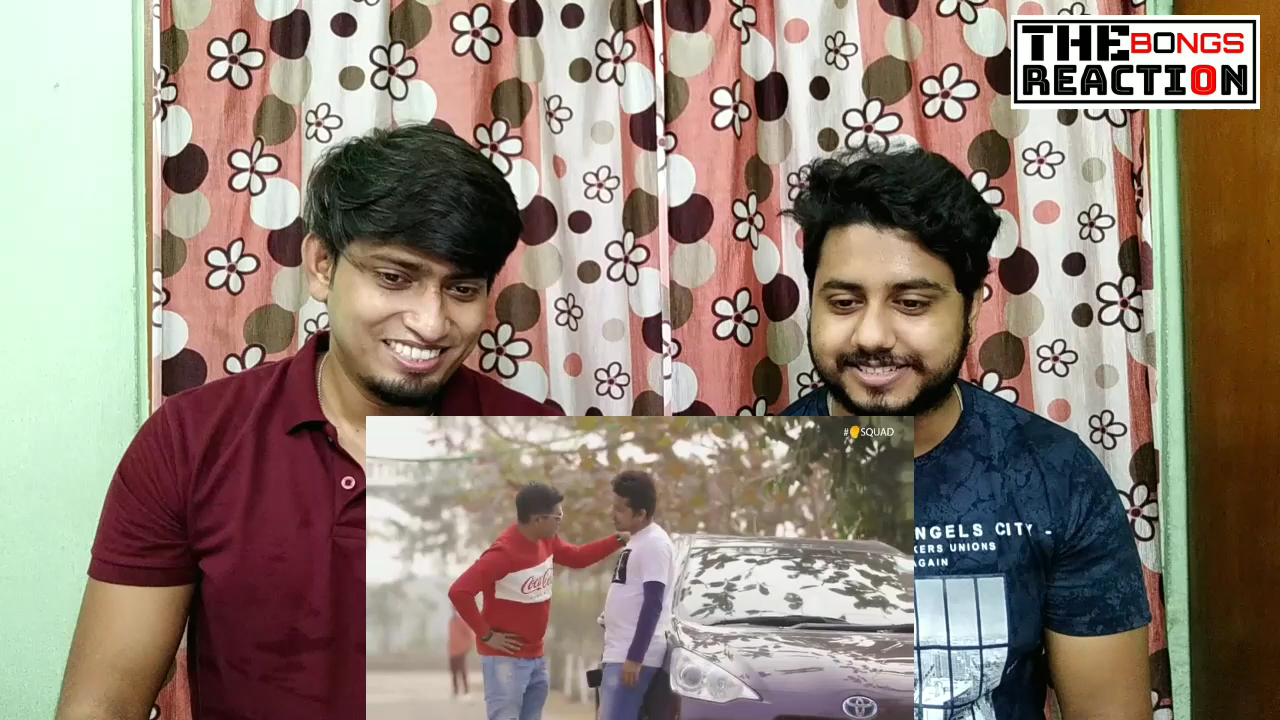 THE BONGS
REACTION
# SQUAD
Coca-Cola
NGELS CITY -
KERS UNIONS
AGAIN